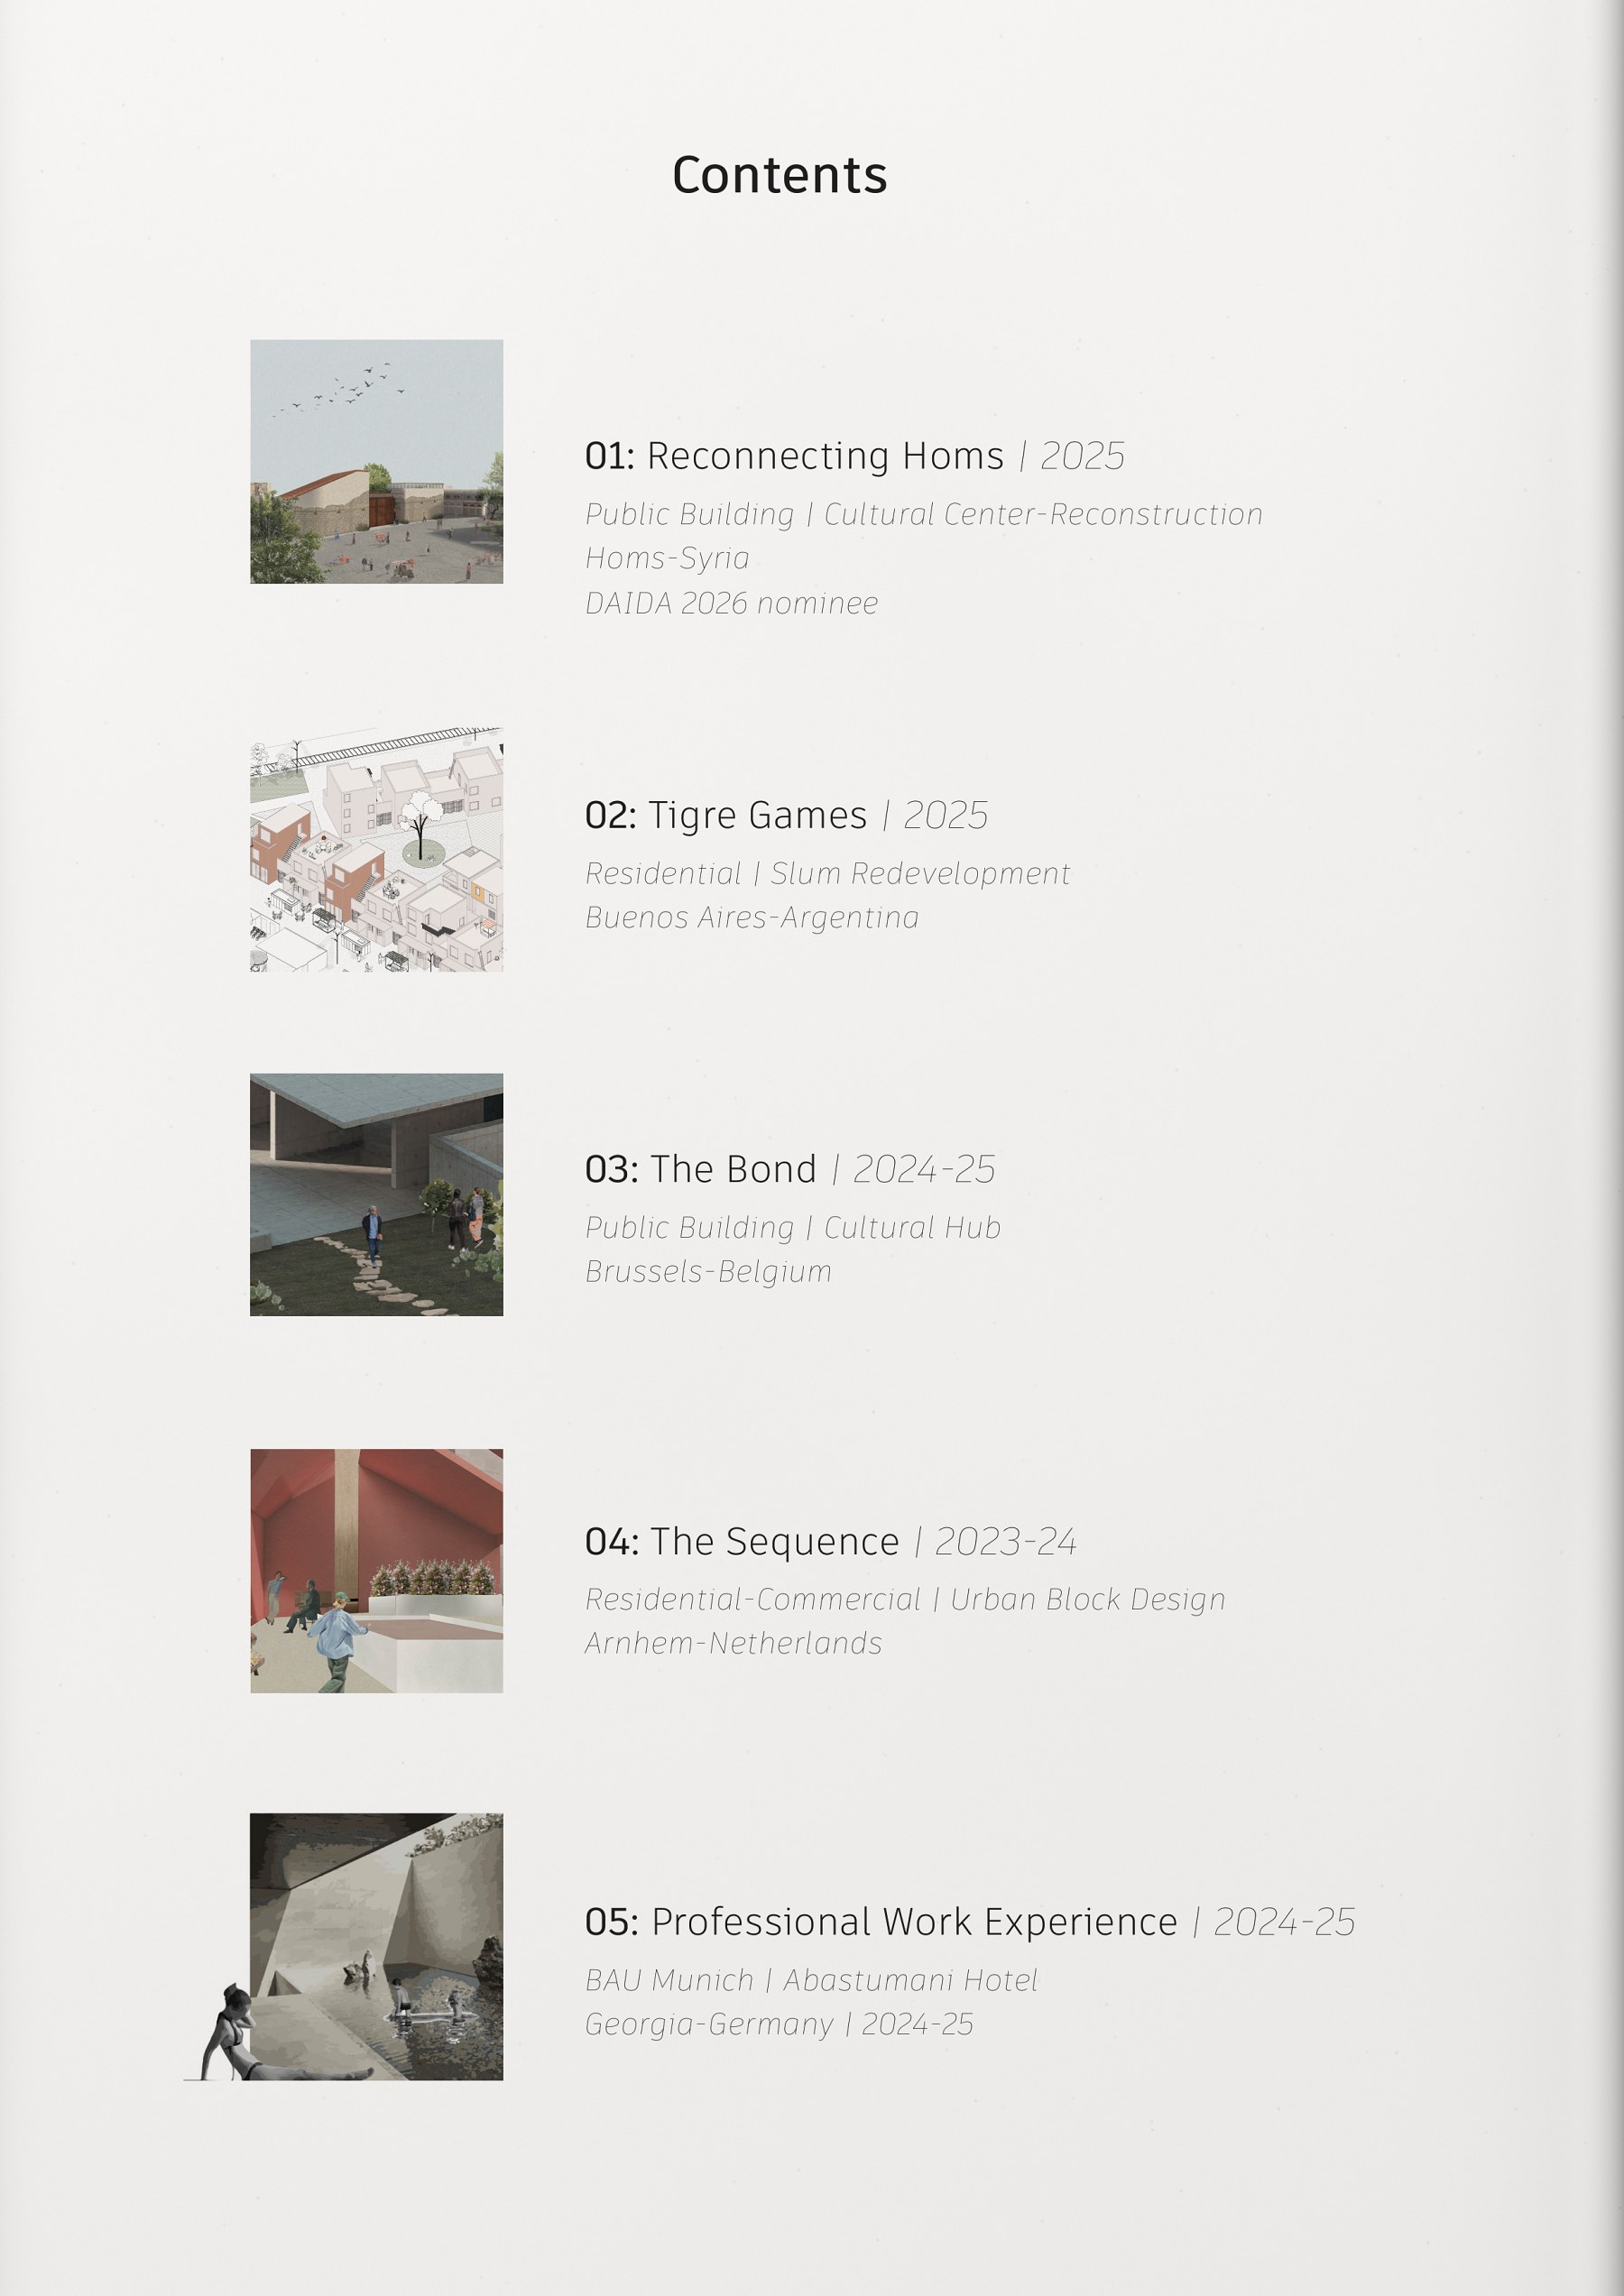 Contents
01: Reconnecting Homs | 2025
Public Building | Cultural Center-Reconstruction
Homs-Syria
DAIDA 2026 nominee
02: Tigre Games | 2025
Residential | Slum Redevelopment
Buenos Aires-Argentina
03: The Bond | 2024-25
Public Building | Cultural Hub
Brussels-Belgium
04: The Sequence | 2023-24
Residential-Commercial | Urban Block Design
Arnhem-Netherlands
05: Professional Work Experience | 2024-25
BAU Munich | Abastumani Hotel
Georgia-Germany | 2024-25